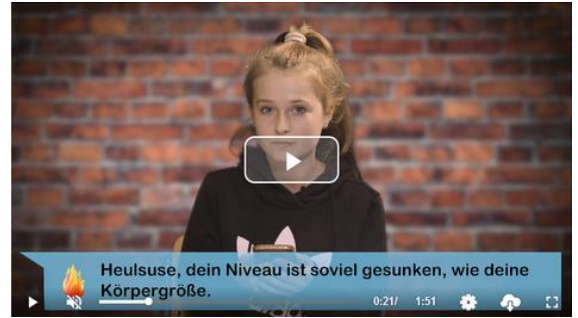 Heulsuse, dein Niveau ist soviel gesunken, wie deine
Körpergröße.
0:21/ 1:51